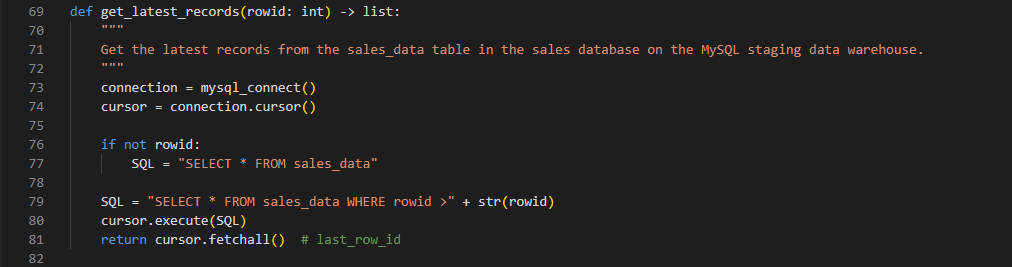 69 def get_latest_records(rowid: int) -> list:
70     """
71     Get the latest records from the sales_data table in the sales database on the MySQL staging data warehouse.
72     """
73     connection = mysql_connect()
74     cursor = connection.cursor()
75
76     if not rowid:
77         SQL = "SELECT * FROM sales_data"
78
79     SQL = "SELECT * FROM sales_data WHERE rowid >" + str(rowid)
80     cursor.execute(SQL)
81     return cursor.fetchall()  # last_row_id
82